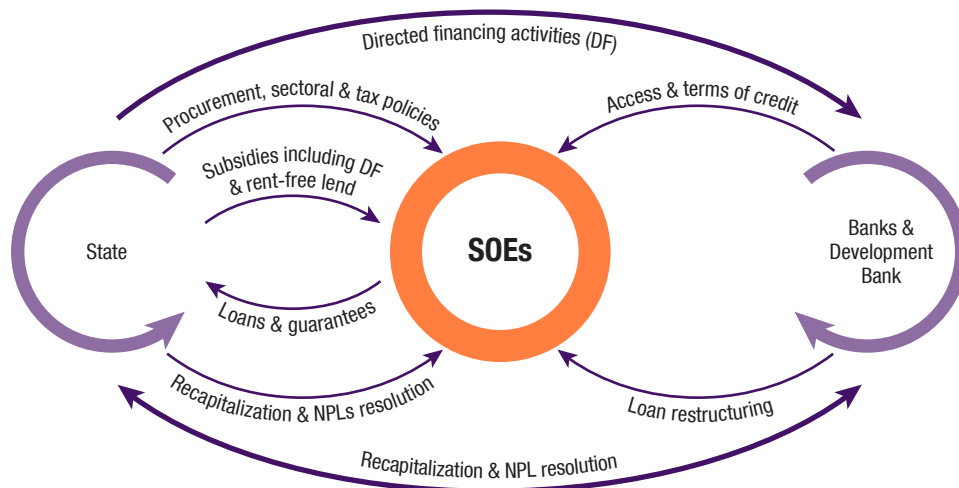 Directed financing activities (DF)
Procurement, sectoral & tax policies
Access & terms of credit
Subsidies including DF
& rent-free lend
State
SOEs
Banks &
Development
Bank
Loans & guarantees
Recapitalization & NPLs resolution
Loan restructuring
Recapitalization & NPL resolution